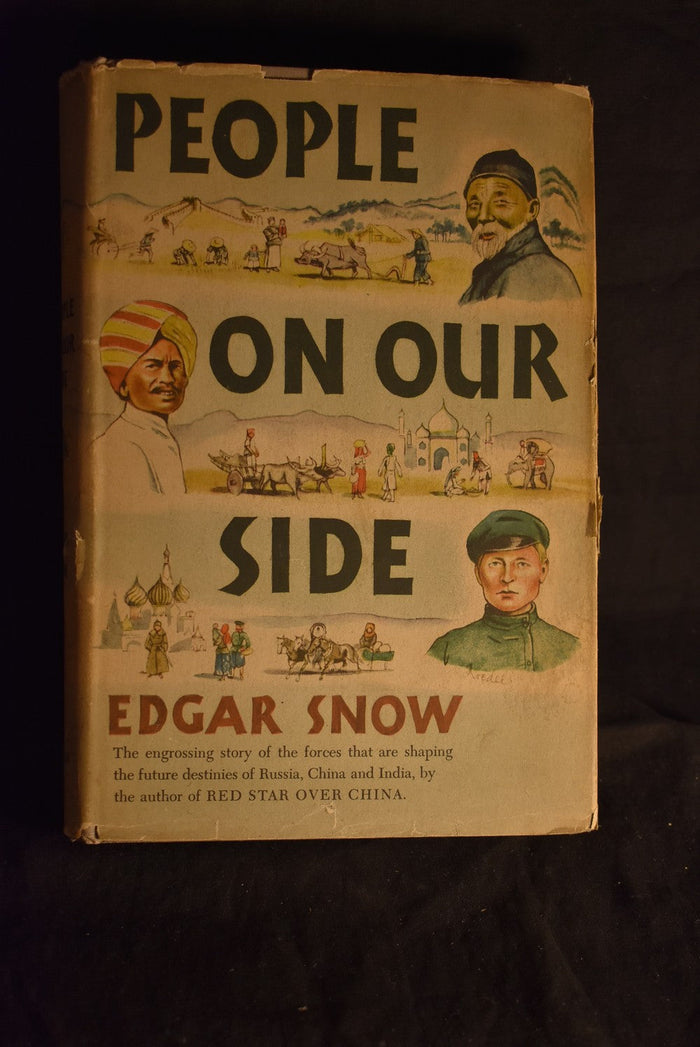 PEOPLE
ON OUR
SIDE
EDGAR SNOW
The engrossing story of the forces that are shaping
the future destinies of Russia, China and India, by
the author of RED STAR OVER CHINA.